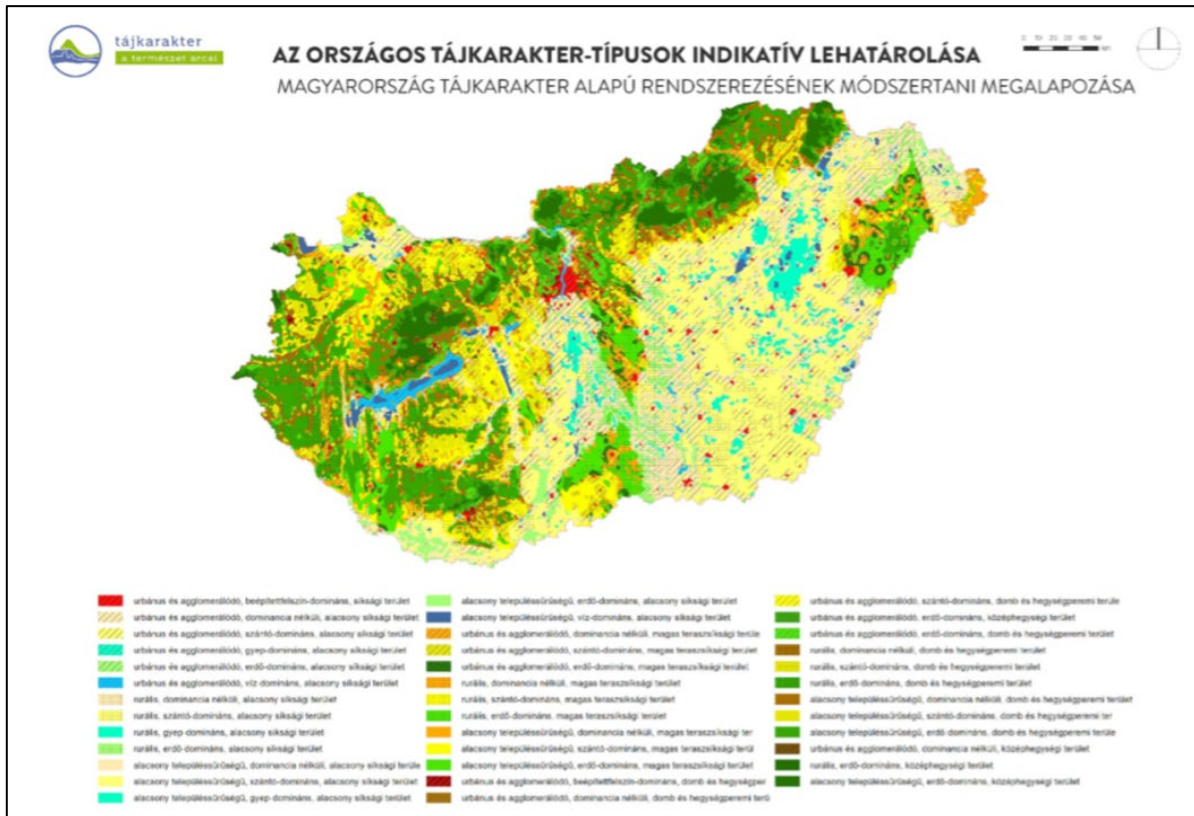 tájkarakter
a természet arcai
AZ ORSZÁGOS TÁJKARAKTER-TÍPUSOK INDIKATÍV LEHATÁROLÁSA
MAGYARORSZÁG TÁJKARAKTER ALAPÚ RENDSZEREZÉSÉNEK MÓDSZERTANI MEGALAPOZÁSA
0 10 20 30 40 50
km
urbánus és agglomerálódó, beépítettfelszín-domináns, síksági terület
urbánus és agglomerálódó, dominancia nélküli, alacsony síksági terület
urbánus és agglomerálódó, szántó-domináns, alacsony síksági terület
urbánus és agglomerálódó, gyep-domináns, alacsony síksági terület
urbánus és agglomerálódó, erdő-domináns, alacsony síksági terület
urbánus és agglomerálódó, víz-domináns, alacsony síksági terület
rurális, dominancia nélküli, alacsony síksági terület
rurális, szántó-domináns, alacsony síksági terület
rurális, gyep-domináns, alacsony síksági terület
rurális, erdő-domináns, alacsony síksági terület
alacsony településsűrűségű, dominancia nélküli, alacsony síksági terüle
alacsony településsűrűségű, szántó-domináns, alacsony síksági terület
alacsony településsűrűségű, gyep-domináns, alacsony síksági terület
alacsony településsűrűségű, erdő-domináns, alacsony síksági terület
alacsony településsűrűségű, víz-domináns, alacsony síksági terület
urbánus és agglomerálódó, dominancia nélküli, magas teraszsíksági terüle
urbánus és agglomerálódó, szántó-domináns, magas teraszsíksági terület
urbánus és agglomerálódó, erdő-domináns, magas teraszsíksági terület
rurális, dominancia nélküli, magas teraszsíksági terület
rurális, szántó-domináns, magas teraszsíksági terület
rurális, erdő-domináns, magas teraszsíksági terület
alacsony településsűrűségű, dominancia nélküli, magas teraszsíksági ter
alacsony településsűrűségű, szántó-domináns, magas teraszsíksági terül
alacsony településsűrűségű, erdő-domináns, magas teraszsíksági terület
urbánus és agglomerálódó, beépítettfelszín-domináns, domb és hegységper
urbánus és agglomerálódó, dominancia nélküli, domb és hegységperemi terü
urbánus és agglomerálódó, szántó-domináns, domb és hegységperemi terüle
urbánus és agglomerálódó, erdő-domináns, középhegységi terület
urbánus és agglomerálódó, erdő-domináns, domb és hegységperemi terület
rurális, dominancia nélküli, domb és hegységperemi terület
rurális, szántó-domináns, domb és hegységperemi terület
rurális, erdő-domináns, domb és hegységperemi terület
alacsony településsűrűségű, dominancia nélküli, domb és hegységperemi terület
alacsony településsűrűségű, szántó-domináns, domb és hegységperemi ter
alacsony településsűrűségű, erdő-domináns, domb és hegységperemi terüle
urbánus és agglomerálódó, dominancia nélküli, középhegységi terület
rurális, erdő-domináns, középhegységi terület
alacsony településsűrűségű, erdő-domináns, középhegységi terület